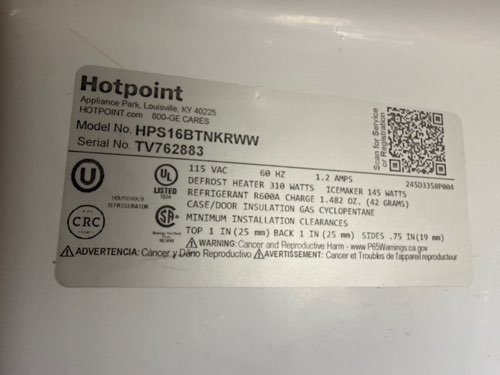 Hotpoint
Appliance Park, Louisville, KY 40225
HOTPOINT.com 800-GE CARES
Model No. HPS16BTNKRWW
Serial No. TV762883
Scan for Service
or Registration
245D3358P004
115 VAC 60 HZ 1.2 AMPS
DEFROST HEATER 310 WATTS ICEMAKER 145 WATTS
REFRIGERANT R600A CHARGE 1.482 OZ. (42 GRAMS)
CASE/DOOR INSULATION GAS CYCLOPENTANE
MINIMUM INSTALLATION CLEARANCES
TOP 1 IN(25 mm) BACK 1 IN(25 mm) SIDES .75 IN(19 mm)
U
HOUSEHOLD
REFRIGERATOR
UL
LISTED
CRC
SA
WARNING: Cancer and Reproductive Harm - www.P65Warnings.ca.gov
ADVERTENCIA: Cáncer y Daño Reproductivo AVERTISSEMENT: Cancer et Troubles de l'appareil reproducteur